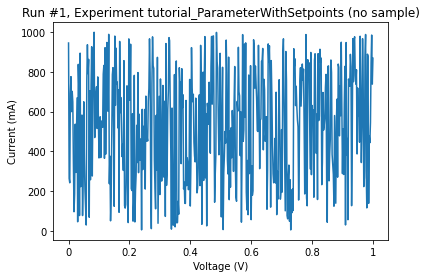 Run #1, Experiment tutorial_ParameterWithSetpoints (no sample)
1000
800
600
400
200
0
Current (mA)
0 0.2 0.4 0.6 0.8 1
Voltage (V)